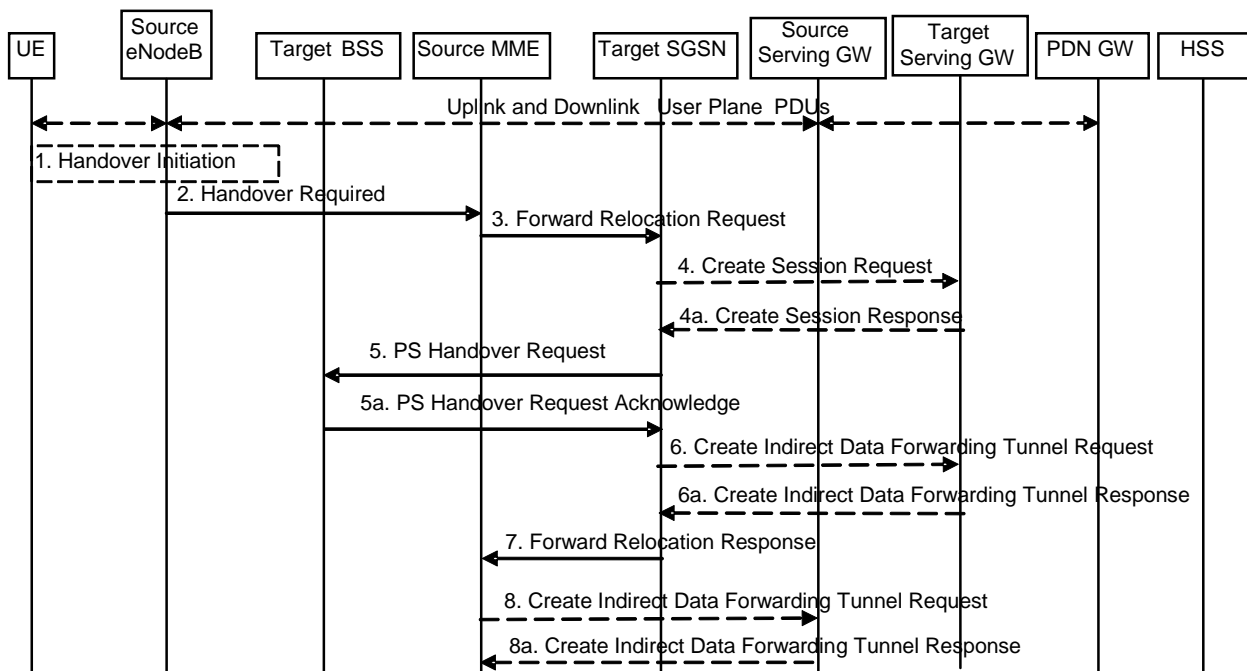 UE
Source
eNodeB
Target BSS
Source MME
Target SGSN
Source
Serving GW
Target
Serving GW
PDN GW
HSS
Uplink and Downlink User Plane PDUs
1. Handover Initiation
2. Handover Required
3. Forward Relocation Request
4. Create Session Request
4a. Create Session Response
5. PS Handover Request
5a. PS Handover Request Acknowledge
6. Create Indirect Data Forwarding Tunnel Request
6a. Create Indirect Data Forwarding Tunnel Response
7. Forward Relocation Response
8. Create Indirect Data Forwarding Tunnel Request
8a. Create Indirect Data Forwarding Tunnel Response